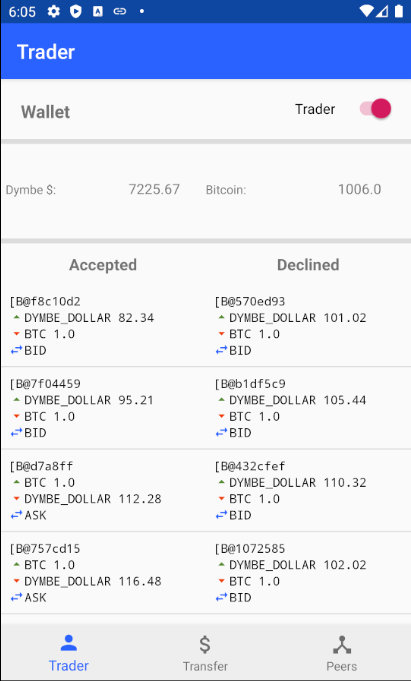 6:05
Trader
Wallet
Trader
Dymbe $: 7225.67 Bitcoin: 1006.0
Accepted
Declined
[B@f8c10d2
DYMBE_DOLLAR 82.34
BTC 1.0
BID
[B@570ed93
DYMBE_DOLLAR 101.02
BTC 1.0
BID
[B@7f04459
DYMBE_DOLLAR 95.21
BTC 1.0
BID
[B@b1df5c9
DYMBE_DOLLAR 105.44
BTC 1.0
BID
[B@d7a8ff
BTC 1.0
DYMBE_DOLLAR 112.28
ASK
[B@432cfef
DYMBE_DOLLAR 110.32
BTC 1.0
BID
[B@757cd15
BTC 1.0
DYMBE_DOLLAR 116.48
ASK
[B@1072585
DYMBE_DOLLAR 102.02
BTC 1.0
BID
Trader
Transfer
Peers